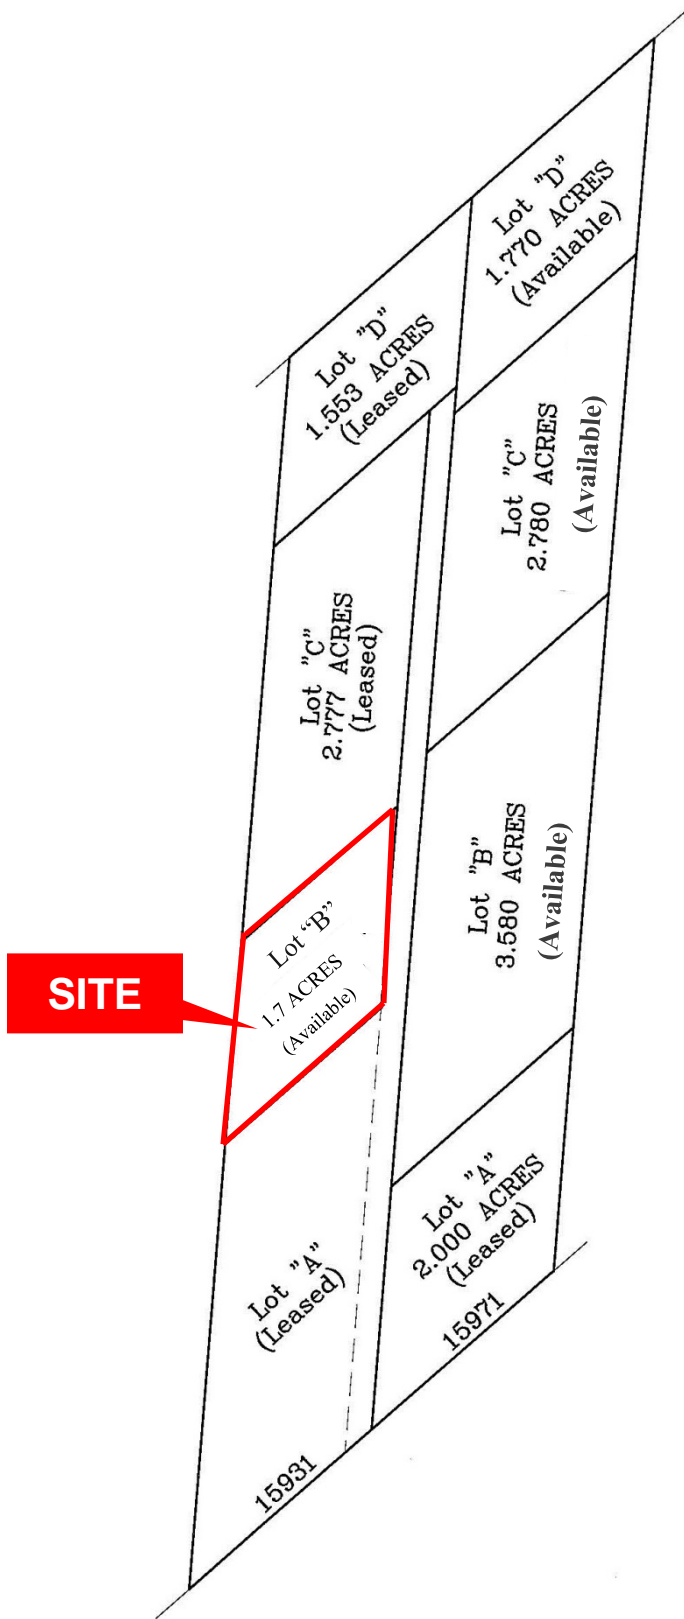 Lot "D"
1.770 ACRES
(Available)
Lot "D"
1.553 ACRES
(Leased)
Lot "C"
2.780 ACRES
(Available)
Lot "C"
2.777 ACRES
(Leased)
Lot "B"
3.580 ACRES
(Available)
Lot “B”
1.7 ACRES
(Available)
SITE
Lot "A"
2.000 ACRES
(Leased)
Lot "A"
(Leased)
15971
15931